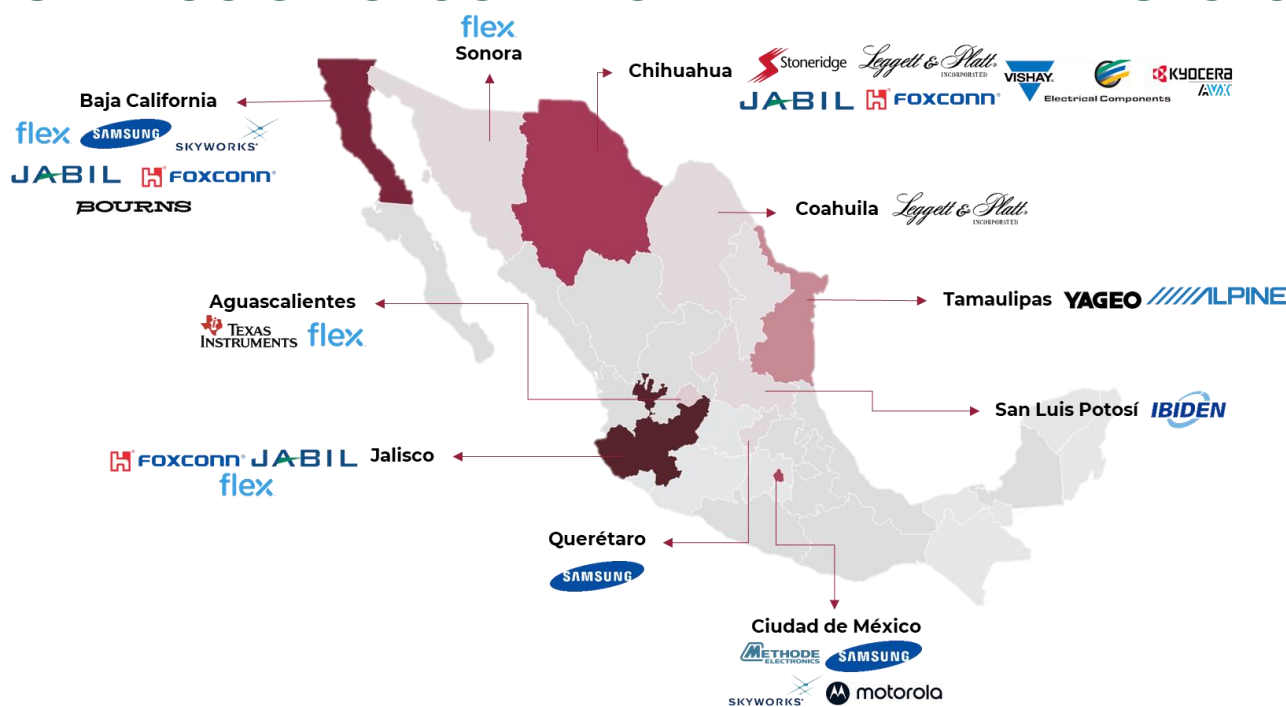 flex
Sonora
Chihuahua
Stoneridge
Leggett & Platt
INCORPORATED
VISHAY
Electrical Components
KYOCERA
AVX
JABIL
FOXCONN
Baja California
flex
SAMSUNG
SKYWORKS
JABIL
FOXCONN
BOURNS
Coahuila
Leggett & Platt
INCORPORATED
Aguascalientes
TEXAS
INSTRUMENTS
flex
Tamaulipas
YAGEO
ALPINE
San Luis Potosí
IBIDEN
FOXCONN
JABIL
Jalisco
flex
Querétaro
SAMSUNG
Ciudad de México
METHODE
ELECTRONICS
SAMSUNG
SKYWORKS
motorola